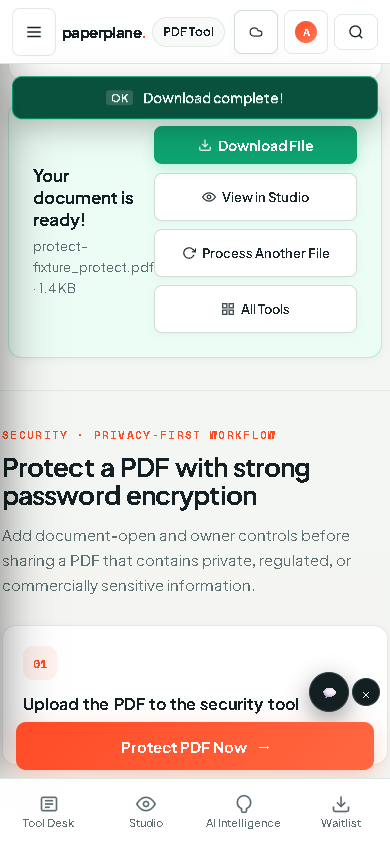 paperplane.
PDF Tool
A
OK Download complete!
Your
document is
ready!
protect-
fixture_protect.pdf
· 1.4KB
Download File
View in Studio
Process Another File
All Tools
SECURITY · PRIVACY-FIRST WORKFLOW
Protect a PDF with strong
password encryption
Add document-open and owner controls before
sharing a PDF that contains private, regulated, or
commercially sensitive information.
01
Upload the PDF to the security tool
Protect PDF Now →
Tool Desk
Studio
AI Intelligence
Waitlist